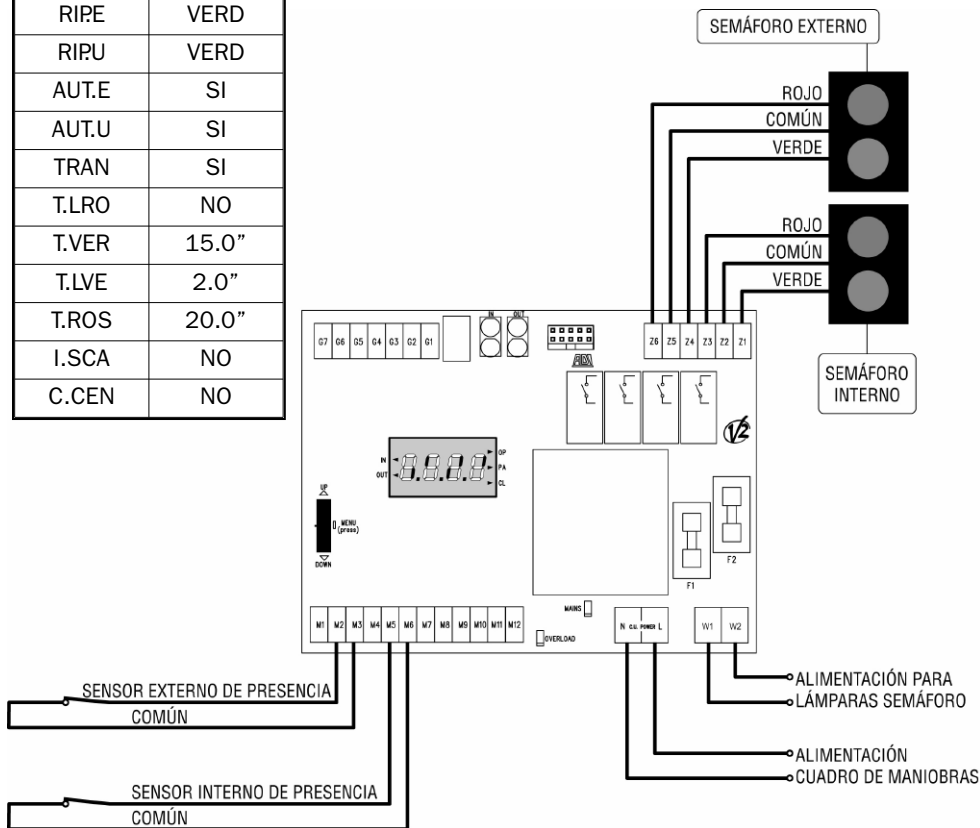 RIP.E VERD
RIP.U VERD
AUT.E SI
AUT.U SI
TRAN SI
T.LRO NO
T.VER 15.0”
T.LVE 2.0”
T.ROS 20.0”
I.SCA NO
C.CEN NO
SEMÁFORO EXTERNO
ROJO
COMÚN
VERDE
ROJO
COMÚN
VERDE
SEMÁFORO
INTERNO
IN OUT
G7 G6 G5 G4 G3 G2 G1
Z6 Z5 Z4 Z3 Z2 Z1
ADI
V2
IN OP
OUT PA
CL
UP
MENU
(press)
DOWN
F1
F2
MAINS
OVERLOAD
M1 M2 M3 M4 M5 M6 M7 M8 M9 M10 M11 M12
N C.U. POWER L
W1 W2
SENSOR EXTERNO DE PRESENCIA
COMÚN
SENSOR INTERNO DE PRESENCIA
COMÚN
ALIMENTACIÓN PARA
LÁMPARAS SEMÁFORO
ALIMENTACIÓN
CUADRO DE MANIOBRAS